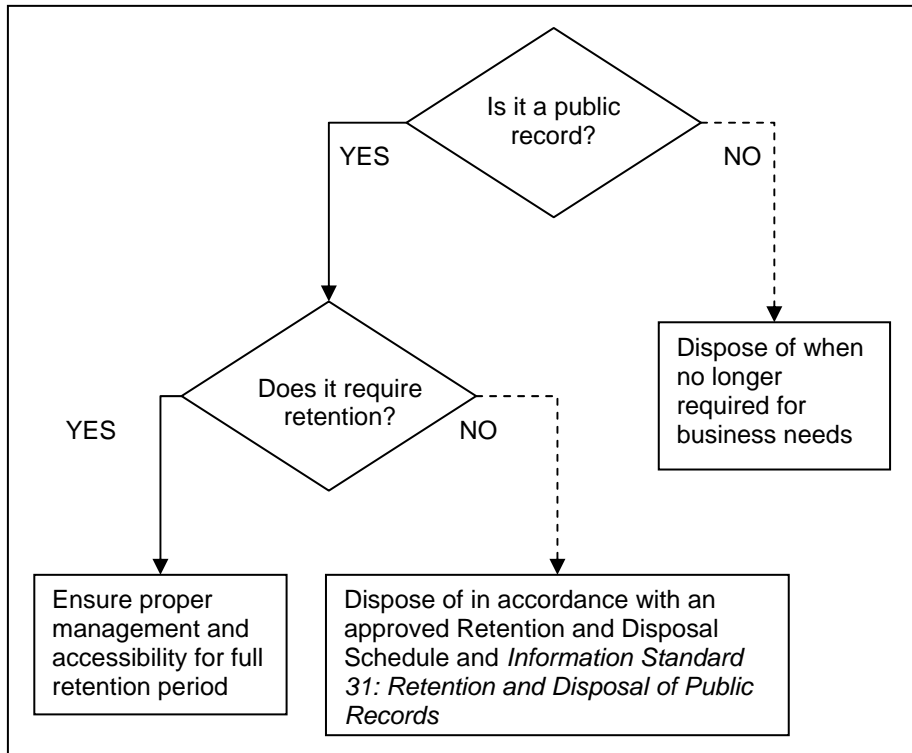 Is it a public
record?
YES
NO
Does it require
retention?
YES
NO
Dispose of when
no longer
required for
business needs
Ensure proper
management and
accessibility for full
retention period
Dispose of in accordance with an
approved Retention and Disposal
Schedule and Information Standard
31: Retention and Disposal of Public
Records